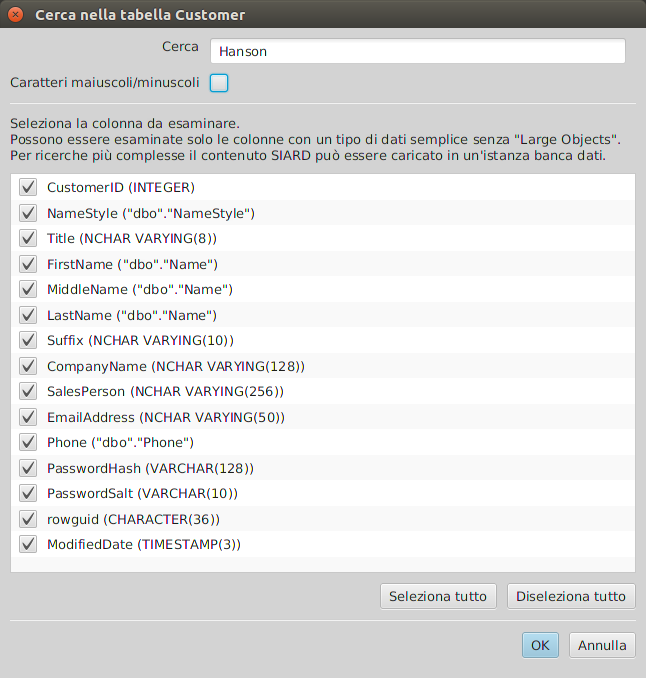 Cerca nella tabella Customer
Cerca Hanson
Caratteri maiuscoli/minuscoli
Seleziona la colonna da esaminare.
Possono essere esaminate solo le colonne con un tipo di dati semplice senza "Large Objects".
Per ricerche più complesse il contenuto SIARD può essere caricato in un'istanza banca dati.
CustomerID (INTEGER)
NameStyle ("dbo"."NameStyle")
Title (NCHAR VARYING(8))
FirstName ("dbo"."Name")
MiddleName ("dbo"."Name")
LastName ("dbo"."Name")
Suffix (NCHAR VARYING(10))
CompanyName (NCHAR VARYING(128))
SalesPerson (NCHAR VARYING(256))
EmailAddress (NCHAR VARYING(50))
Phone ("dbo"."Phone")
PasswordHash (VARCHAR(128))
PasswordSalt (VARCHAR(10))
rowguid (CHARACTER(36))
ModifiedDate (TIMESTAMP(3))
Seleziona tutto Diseleziona tutto
OK Annulla